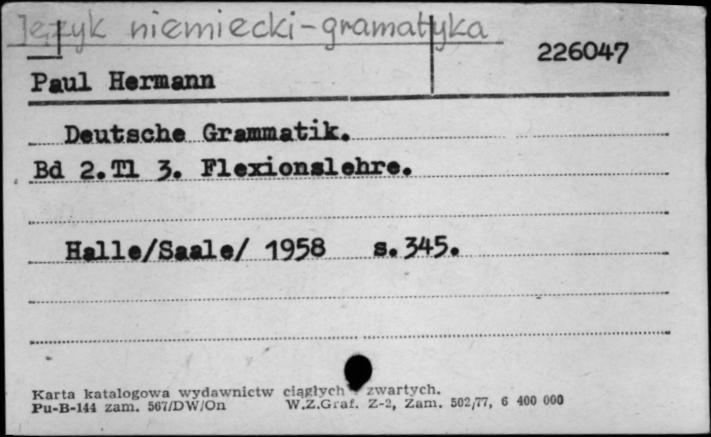 Język niemiecki-gramatyka
226047
Paul Hermann
Deutsche Grammatik.
Bd 2.Tl 3. Flexionslehre.
Halle/Saale/ 1958 s.345.
Karta katalogowa wydawnictw ciągłych i zwartych.
Pu-B-144 zam. 567/DW/On W.Z.Graf. Z-2, Zam. 502/77, 6 400 000